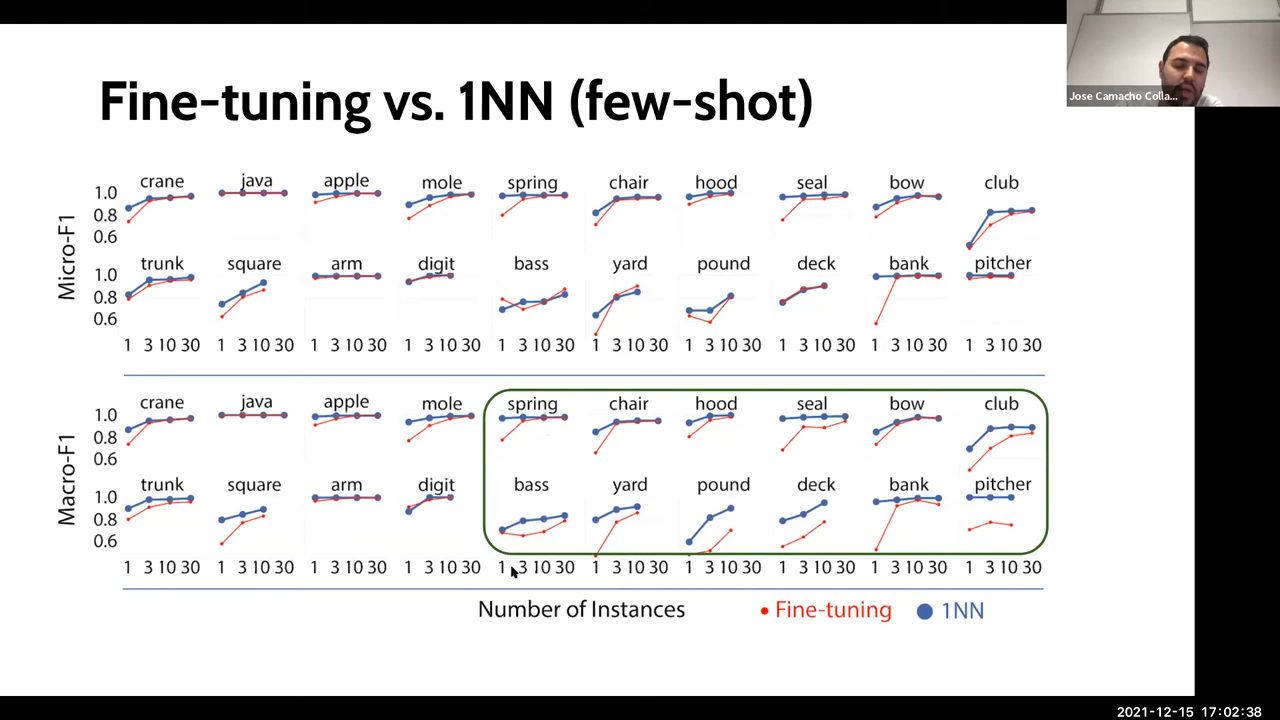 Jose Camacho Colla...
Fine-tuning vs. 1NN (few-shot)
Micro-F1
crane java apple mole spring chair hood seal bow club
1.0
0.8
0.6
trunk square arm digit bass yard pound deck bank pitcher
1.0
0.8
0.6
1 3 10 30 1 3 10 30 1 3 10 30 1 3 10 30 1 3 10 30 1 3 10 30 1 3 10 30 1 3 10 30 1 3 10 30 1 3 10 30
Macro-F1
crane java apple mole spring chair hood seal bow club
1.0
0.8
0.6
trunk square arm digit bass yard pound deck bank pitcher
1.0
0.8
0.6
1 3 10 30 1 3 10 30 1 3 10 30 1 3 10 30 1 3 10 30 1 3 10 30 1 3 10 30 1 3 10 30 1 3 10 30 1 3 10 30
Number of Instances Fine-tuning 1NN
2021-12-15 17:02:38